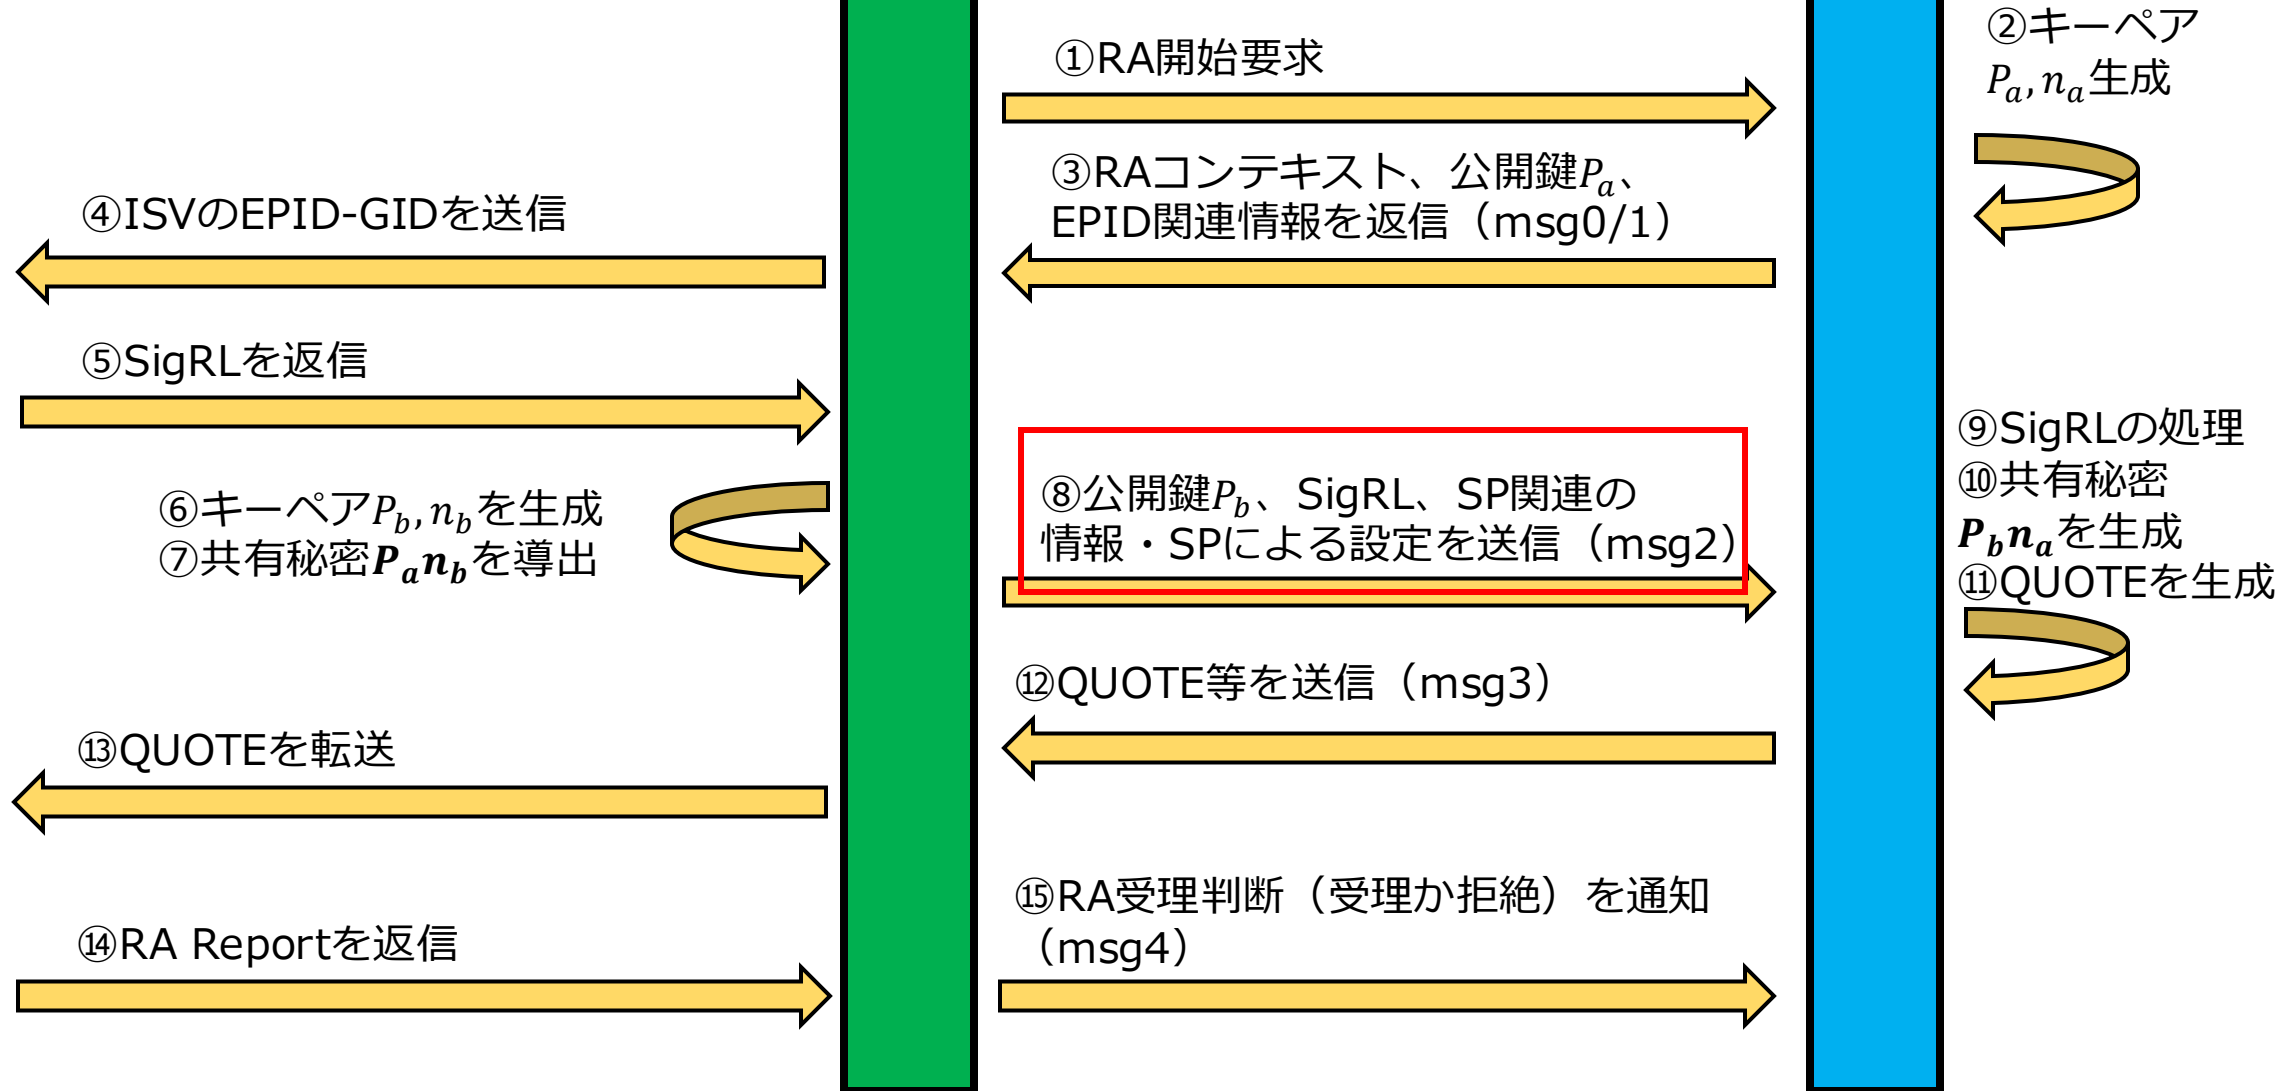 ①RA開始要求
②キーペア
P_a, n_a生成
③RAコンテキスト、公開鍵P_a、
EPID関連情報を返信（msg0/1）
④ISVのEPID-GIDを送信
⑤SigRLを返信
⑥キーペアP_b, n_bを生成
⑦共有秘密P_a n_bを導出
⑧公開鍵P_b、SigRL、SP関連の
情報・SPによる設定を送信（msg2）
⑨SigRLの処理
⑩共有秘密
P_b n_aを生成
⑪QUOTEを生成
⑫QUOTE等を送信（msg3）
⑬QUOTEを転送
⑭RA Reportを返信
⑮RA受理判断（受理か拒絶）を通知
（msg4）